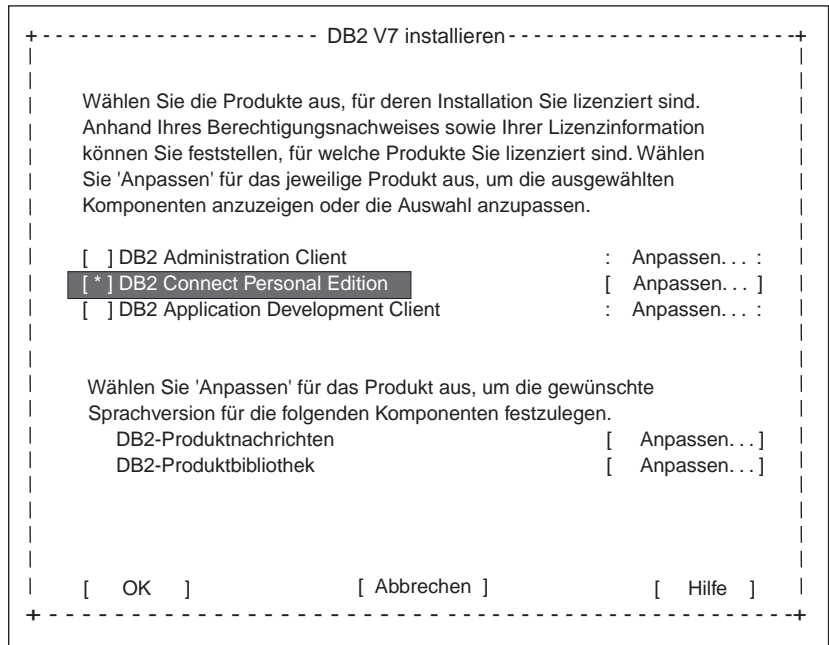 DB2 V7 installieren
Wählen Sie die Produkte aus, für deren Installation Sie lizenziert sind.
Anhand Ihres Berechtigungsnachweises sowie Ihrer Lizenzinformation
können Sie feststellen, für welche Produkte Sie lizenziert sind. Wählen
Sie 'Anpassen' für das jeweilige Produkt aus, um die ausgewählten
Komponenten anzuzeigen oder die Auswahl anzupassen.
[ ] DB2 Administration Client : Anpassen. . . :
[ * ] DB2 Connect Personal Edition [ Anpassen. . . ]
[ ] DB2 Application Development Client : Anpassen. . . :
Wählen Sie 'Anpassen' für das Produkt aus, um die gewünschte
Sprachversion für die folgenden Komponenten festzulegen.
DB2-Produktnachrichten [ Anpassen. . . ]
DB2-Produktbibliothek [ Anpassen. . . ]
[ OK ] [ Abbrechen ] [ Hilfe ]